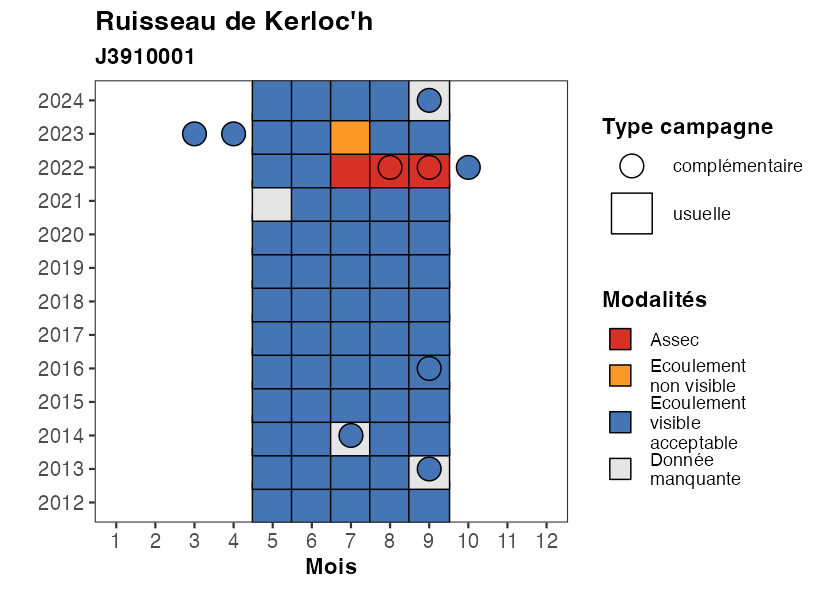 Ruisseau de Kerloc'h
J3910001
2024
2023
2022
2021
2020
2019
2018
2017
2016
2015
2014
2013
2012
1 2 3 4 5 6 7 8 9 10 11 12
Mois
Type campagne
complémentaire
usuelle
Modalités
Assec
Ecoulement
non visible
Ecoulement
visible
acceptable
Donnée
manquante